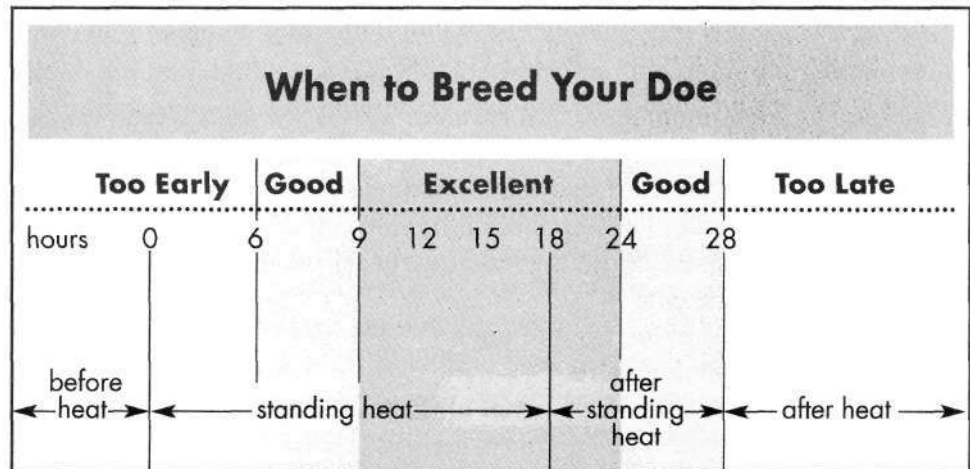 When to Breed Your Doe
Too Early Good Excellent Good Too Late
hours 0 6 9 12 15 18 24 28
before
heat
standing heat
after
standing
heat
after heat